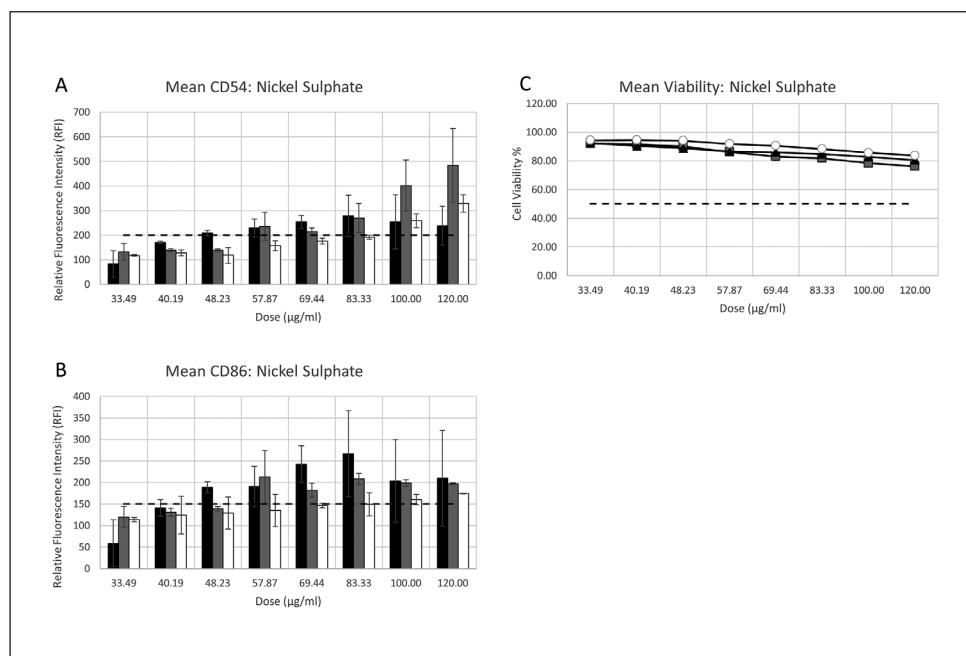 A
Mean CD54: Nickel Sulphate
Relative Fluorescence Intensity (RFI)
700
600
500
400
300
200
100
0
33.49 40.19 48.23 57.87 69.44 83.33 100.00 120.00
Dose (µg/ml)
C
Mean Viability: Nickel Sulphate
Cell Viability %
120.00
100.00
80.00
60.00
40.00
20.00
0.00
33.49 40.19 48.23 57.87 69.44 83.33 100.00 120.00
Dose (µg/ml)
B
Mean CD86: Nickel Sulphate
Relative Fluorescence Intensity (RFI)
400
350
300
250
200
150
100
50
0
33.49 40.19 48.23 57.87 69.44 83.33 100.00 120.00
Dose (µg/ml)